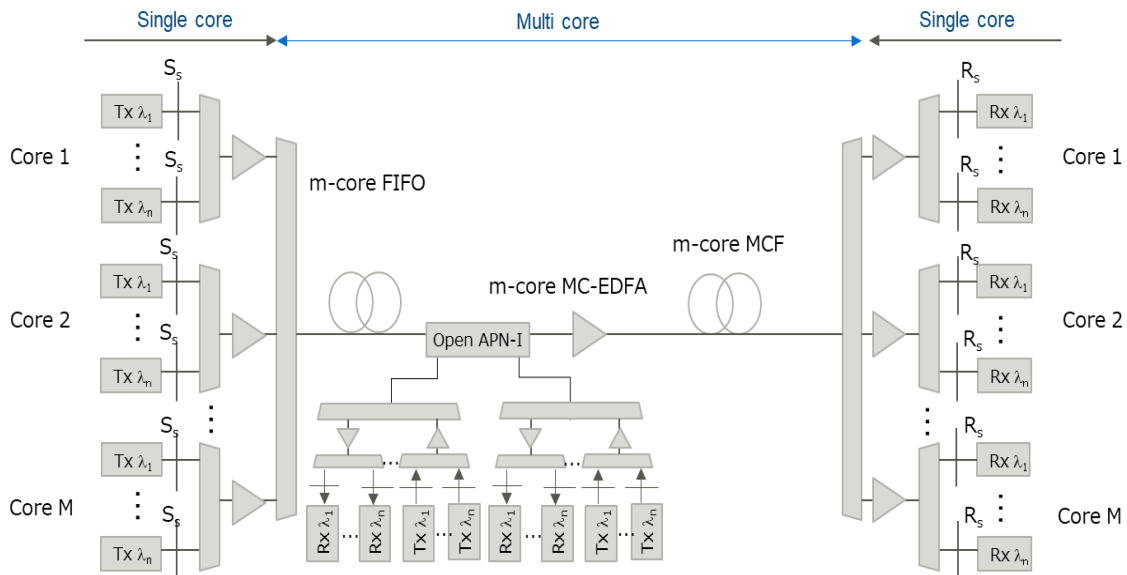 Single core
Multi core
Single core
Sₛ
Rₛ
Tx λ₁
Rx λ₁
Core 1
⋮
Sₛ
Rₛ
⋮
Core 1
m-core FIFO
Tx λₙ
Rx λₙ
Sₛ
Rₛ
m-core MCF
Tx λ₁
m-core MC-EDFA
Rx λ₁
Core 2
⋮
Sₛ
Open APN-I
Rₛ
⋮
Core 2
Tx λₙ
Rx λₙ
⋮
⋮
Sₛ
Rₛ
Tx λ₁
... ...
Rx λ₁
Core M
⋮
Sₛ
Rₛ
⋮
Core M
Rx λ₁ ... Rx λₙ Tx λ₁ ... Tx λₙ Rx λ₁ ... Rx λₙ Tx λ₁ ... Tx λₙ
Tx λₙ
Rx λₙ